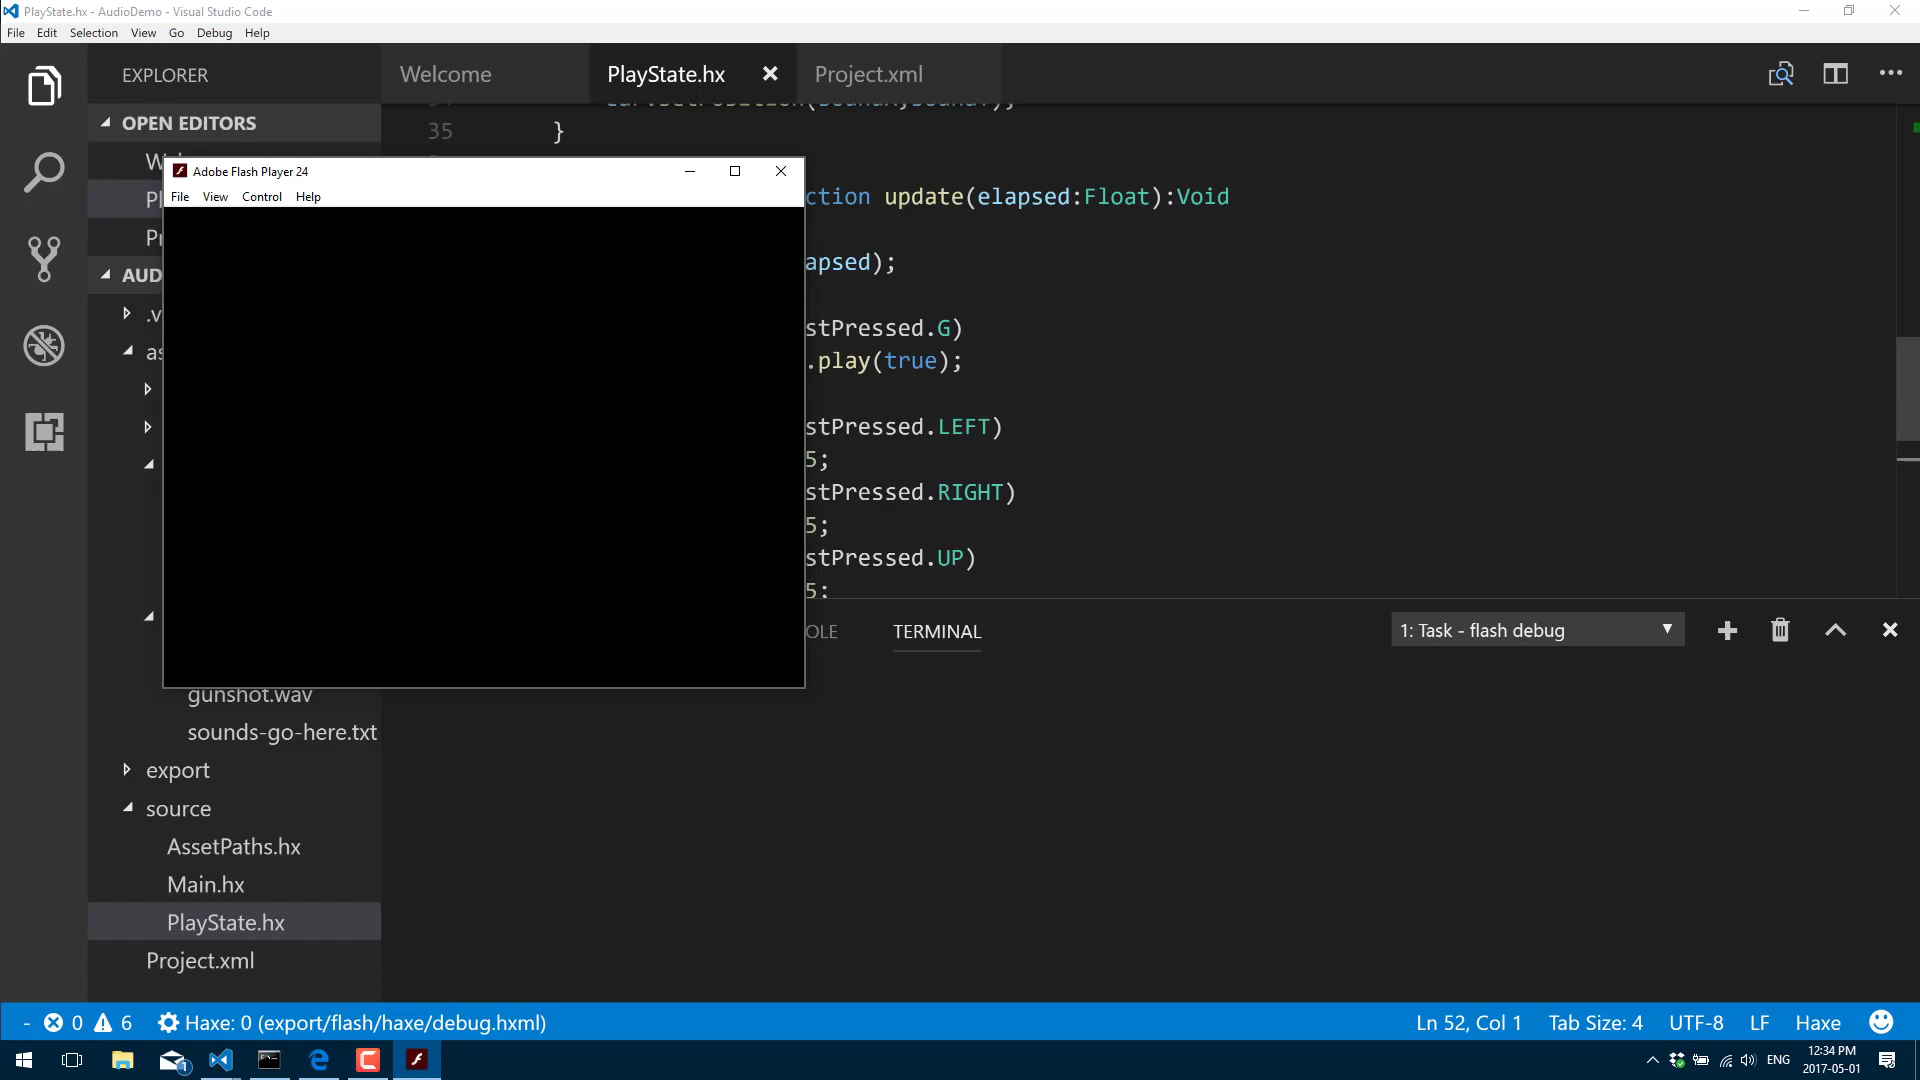 PlayState.hx - AudioDemo - Visual Studio Code
File Edit Selection View Go Debug Help
EXPLORER
Welcome PlayState.hx Project.xml
OPEN EDITORS
35 }
Adobe Flash Player 24
File View Control Help
ction update(elapsed:Float):Void
apsed);
stPressed.G)
.play(true);
stPressed.LEFT)
5;
stPressed.RIGHT)
5;
stPressed.UP)
5;
AUD
.v
as
OLE TERMINAL 1: Task - flash debug
gunshot.wav
sounds-go-here.txt
export
source
AssetPaths.hx
Main.hx
PlayState.hx
Project.xml
- 0 6 Haxe: 0 (export/flash/haxe/debug.hxml) Ln 52, Col 1 Tab Size: 4 UTF-8 LF Haxe
1 ENG 12:34 PM
2017-05-01